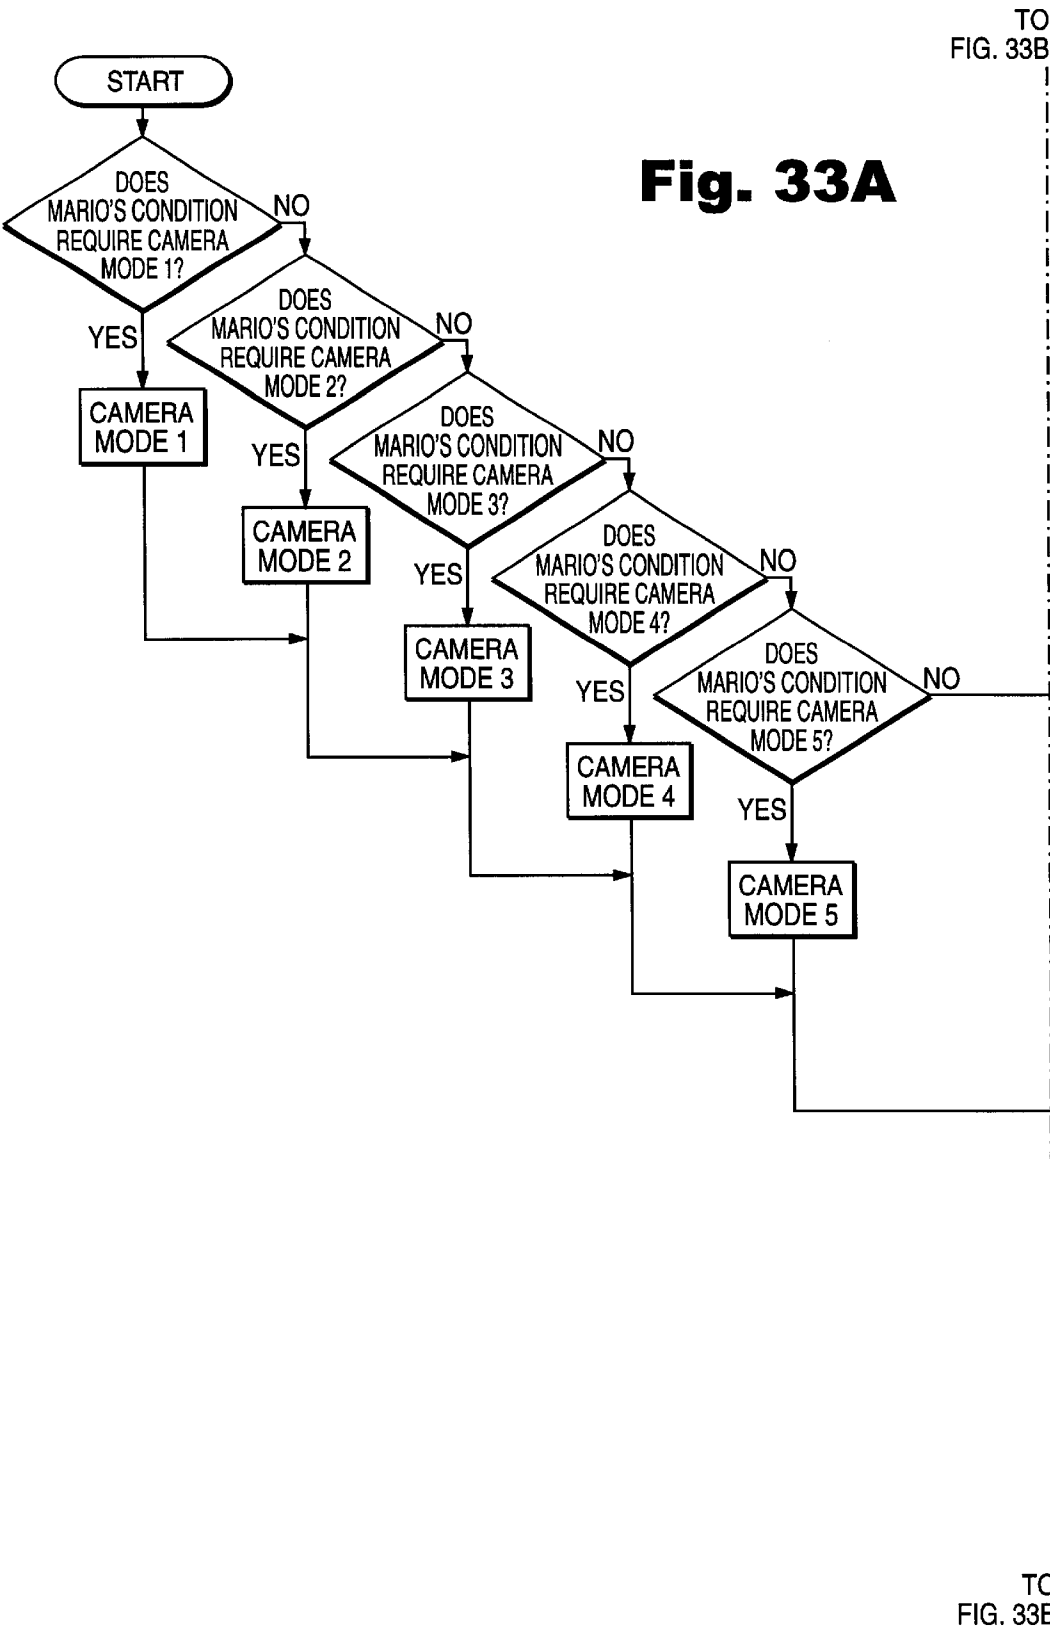 TO
FIG. 33B
START
Fig. 33A
DOES
MARIO'S CONDITION
REQUIRE CAMERA
MODE 1?
NO
YES
CAMERA
MODE 1
DOES
MARIO'S CONDITION
REQUIRE CAMERA
MODE 2?
NO
YES
CAMERA
MODE 2
DOES
MARIO'S CONDITION
REQUIRE CAMERA
MODE 3?
NO
YES
CAMERA
MODE 3
DOES
MARIO'S CONDITION
REQUIRE CAMERA
MODE 4?
NO
YES
CAMERA
MODE 4
DOES
MARIO'S CONDITION
REQUIRE CAMERA
MODE 5?
NO
YES
CAMERA
MODE 5
TO
FIG. 33B